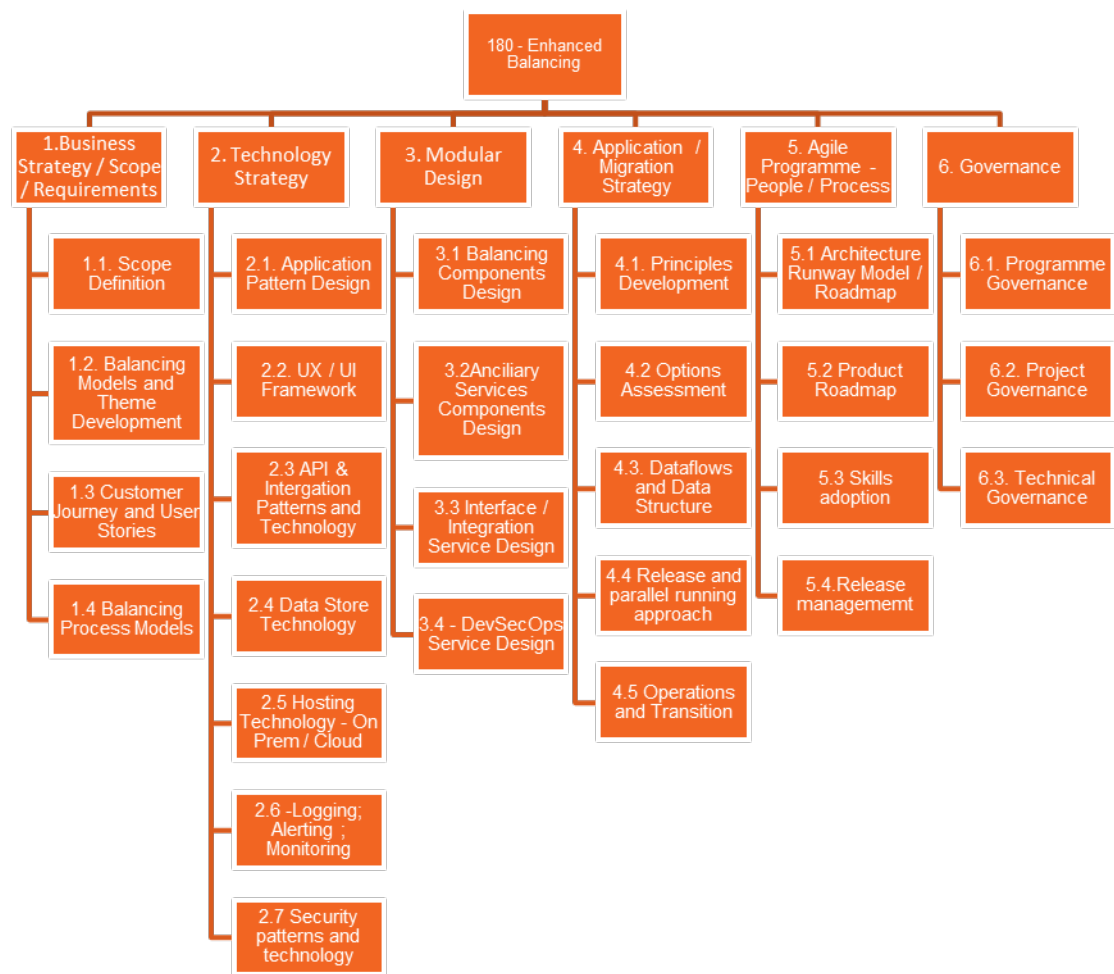 180 - Enhanced
Balancing
1.Business
Strategy / Scope
/ Requirements
2. Technology
Strategy
3. Modular
Design
4. Application /
Migration
Strategy
5. Agile
Programme -
People / Process
6. Governance
1.1. Scope
Definition
1.2. Balancing
Models and
Theme
Development
1.3 Customer
Journey and User
Stories
1.4 Balancing
Process Models
2.1. Application
Pattern Design
2.2. UX / UI
Framework
2.3 API &
Intergation
Patterns and
Technology
2.4 Data Store
Technology
2.5 Hosting
Technology - On
Prem / Cloud
2.6 -Logging;
Alerting ;
Monitoring
2.7 Security
patterns and
technology
3.1 Balancing
Components
Design
3.2Anciliary
Services
Components
Design
3.3 Interface /
Integration
Service Design
3.4 - DevSecOps
Service Design
4.1. Principles
Development
4.2 Options
Assessment
4.3. Dataflows
and Data
Structure
4.4 Release and
parallel running
approach
4.5 Operations
and Transition
5.1 Architecture
Runway Model /
Roadmap
5.2 Product
Roadmap
5.3 Skills
adoption
5.4.Release
managememt
6.1. Programme
Governance
6.2. Project
Governance
6.3. Technical
Governance